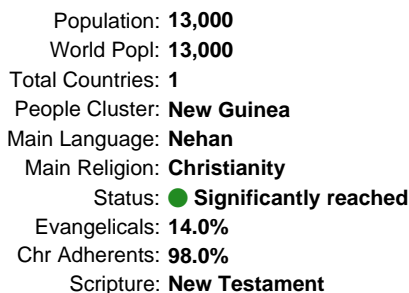 Population: 13,000
World Popl: 13,000
Total Countries: 1
People Cluster: New Guinea
Main Language: Nehan
Main Religion: Christianity
Status: Significantly reached
Evangelicals: 14.0%
Chr Adherents: 98.0%
Scripture: New Testament